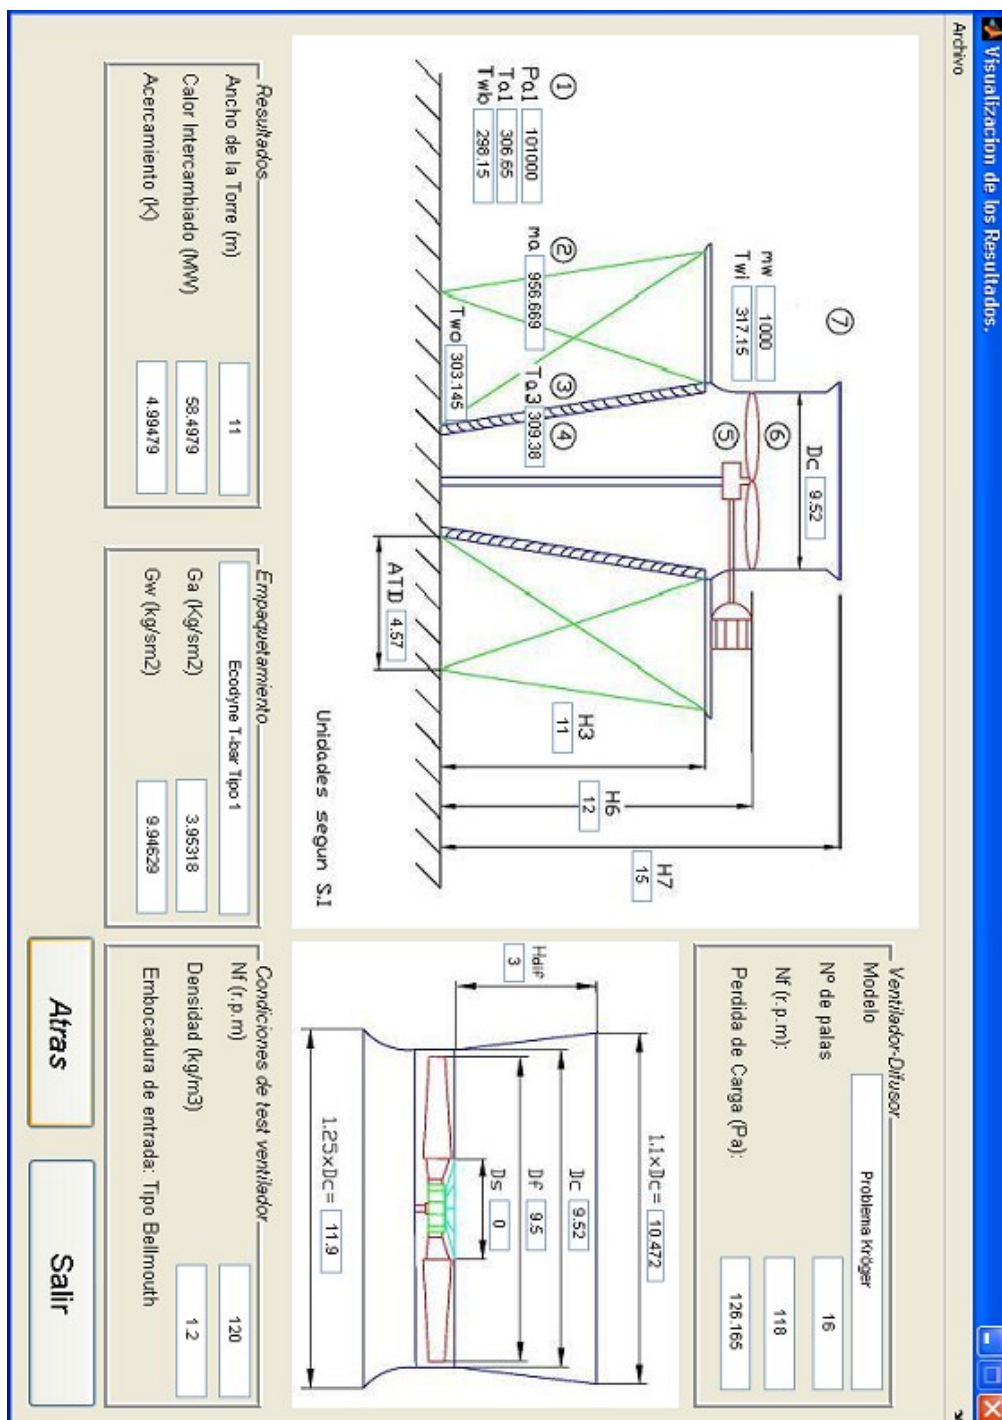 Visualizacion de los Resultados.
Archivo
7
mw 1000
Twi 317.15
Dc 9.52
5 6
1
Pa1 101000
Ta1 306.65
Twb 298.15
2
ma 956.669
3
Ta3 309.38
4
Two 303.145
ATD 4.57
H3
11
H6
12
H7
15
Unidades segun S.I
Ventilador-Difusor
Modelo Problema Kröger
Nº de palas 16
Nf (r.p.m): 118
Perdida de Carga (Pa): 126.165
1.1xDc= 10.472
Dc 9.52
Df 9.5
Ds 0
Hdif
3
1.25xDc= 11.9
Resultados
Ancho de la Torre (m) 11
Calor Intercambiado (MW) 58.4979
Acercamiento (K) 4.99479
Empaquetamiento
Ecodyne T-bar Tipo 1
Ga (Kg/sm2) 3.95318
Gw (kg/sm2) 9.94629
Condiciones de test ventilador
Nf (r.p.m) 120
Densidad (kg/m3) 1.2
Embocadura de entrada: Tipo Bellmouth
Atras
Salir